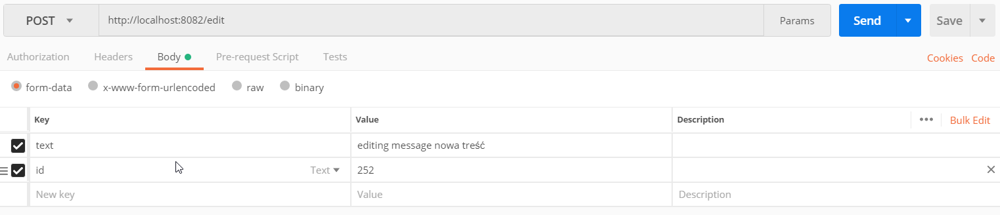 POST http://localhost:8082/edit Params Send Save
Authorization Headers Body Pre-request Script Tests Cookies Code
form-data x-www-form-urlencoded raw binary
Key Value Description ••• Bulk Edit
text editing message nowa treść
id Text 252
New key Value Description